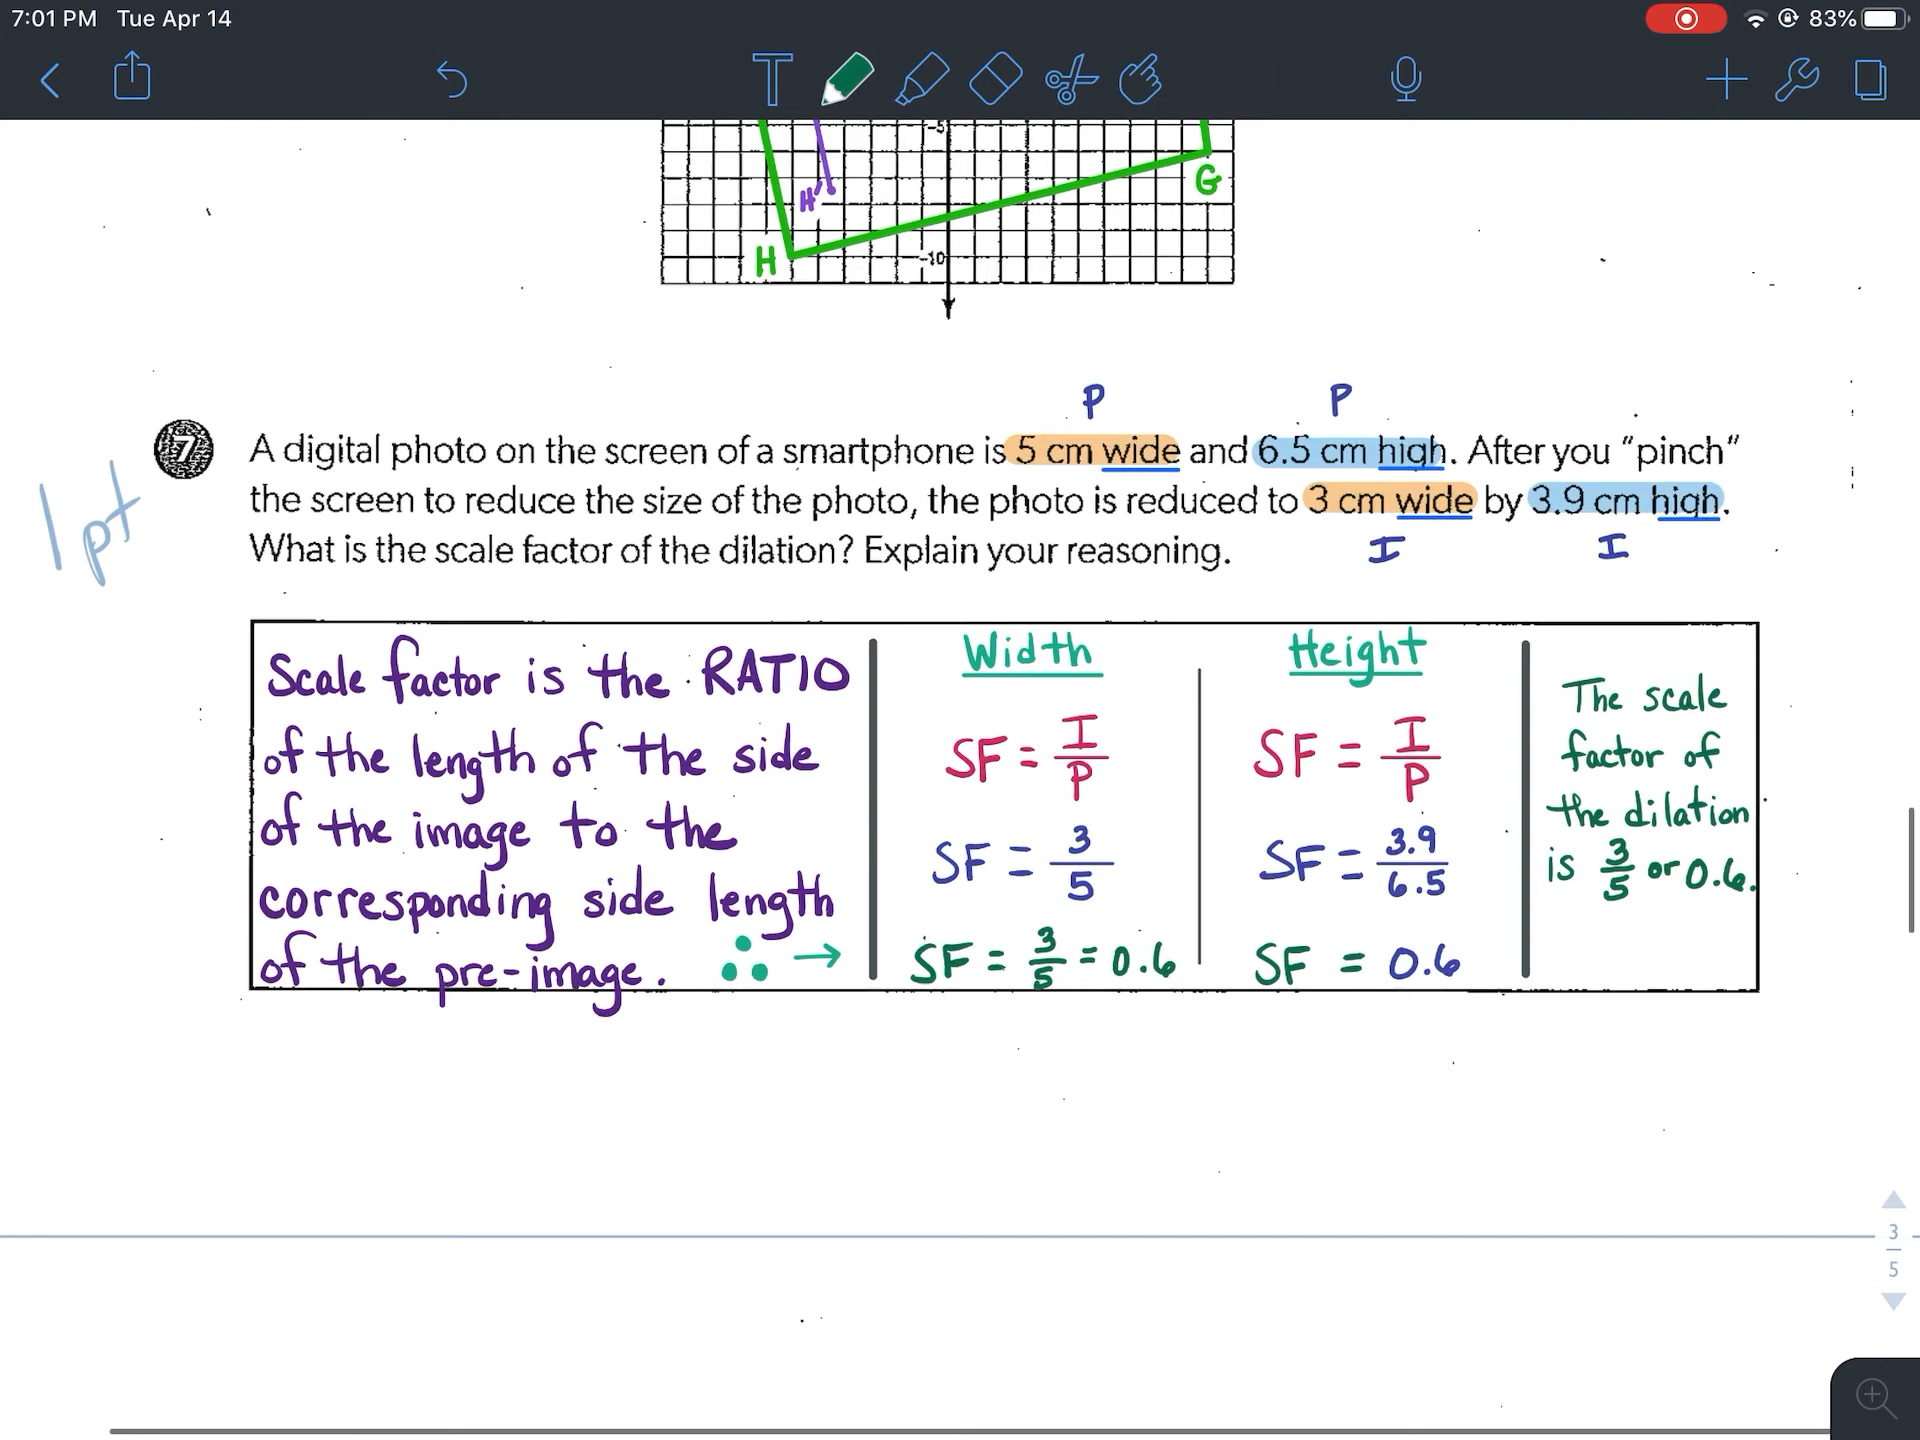 7:01 PM Tue Apr 14
83%
T
-5
H'
G
H
-10
P P
7 A digital photo on the screen of a smartphone is 5 cm wide and 6.5 cm high. After you “pinch”
the screen to reduce the size of the photo, the photo is reduced to 3 cm wide by 3.9 cm high.
What is the scale factor of the dilation? Explain your reasoning.
I I
1 pt
Scale factor is the RATIO
of the length of the side
of the image to the
corresponding side length
of the pre-image. ∴ →
Width
SF = I/P
SF = 3/5
SF = 3/5 = 0.6
Height
SF = I/P
SF = 3.9/6.5
SF = 0.6
The scale
factor of
the dilation
is 3/5 or 0.6.
3
5